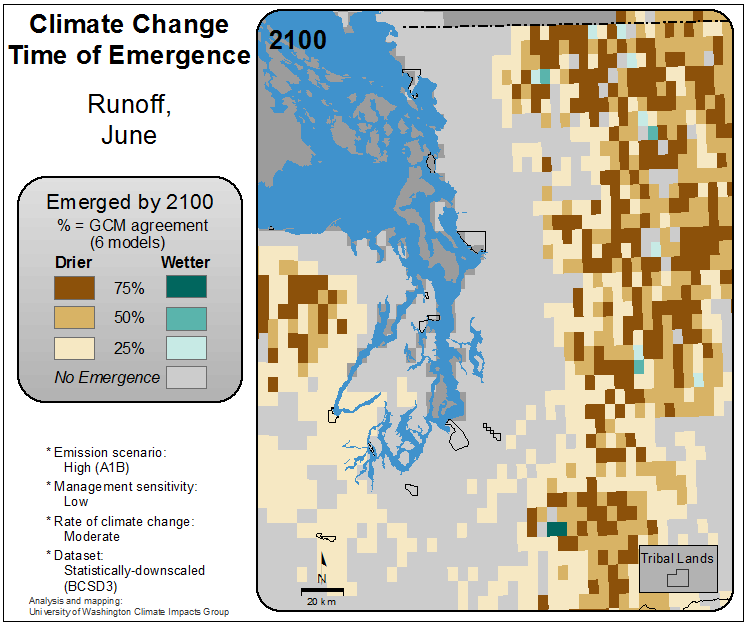 Climate Change
Time of Emergence
Runoff,
June
Emerged by 2100
% = GCM agreement
(6 models)
Drier Wetter
75%
50%
25%
No Emergence
* Emission scenario:
High (A1B)
* Management sensitivity:
Low
* Rate of climate change:
Moderate
* Dataset:
Statistically-downscaled
(BCSD3)
Analysis and mapping:
University of Washington Climate Impacts Group
2100
N
20 km
Tribal Lands